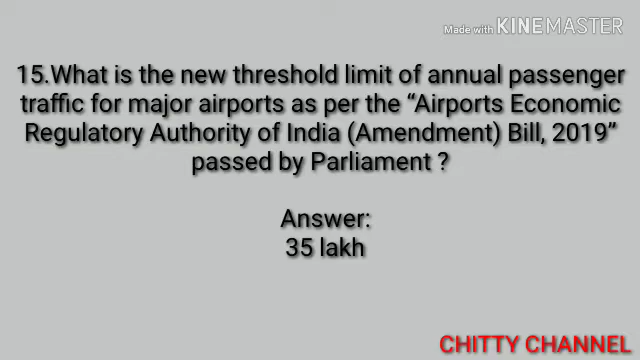 Made with KINEMASTER
15.What is the new threshold limit of annual passenger
traffic for major airports as per the “Airports Economic
Regulatory Authority of India (Amendment) Bill, 2019”
passed by Parliament ?
Answer:
35 lakh
CHITTY CHANNEL